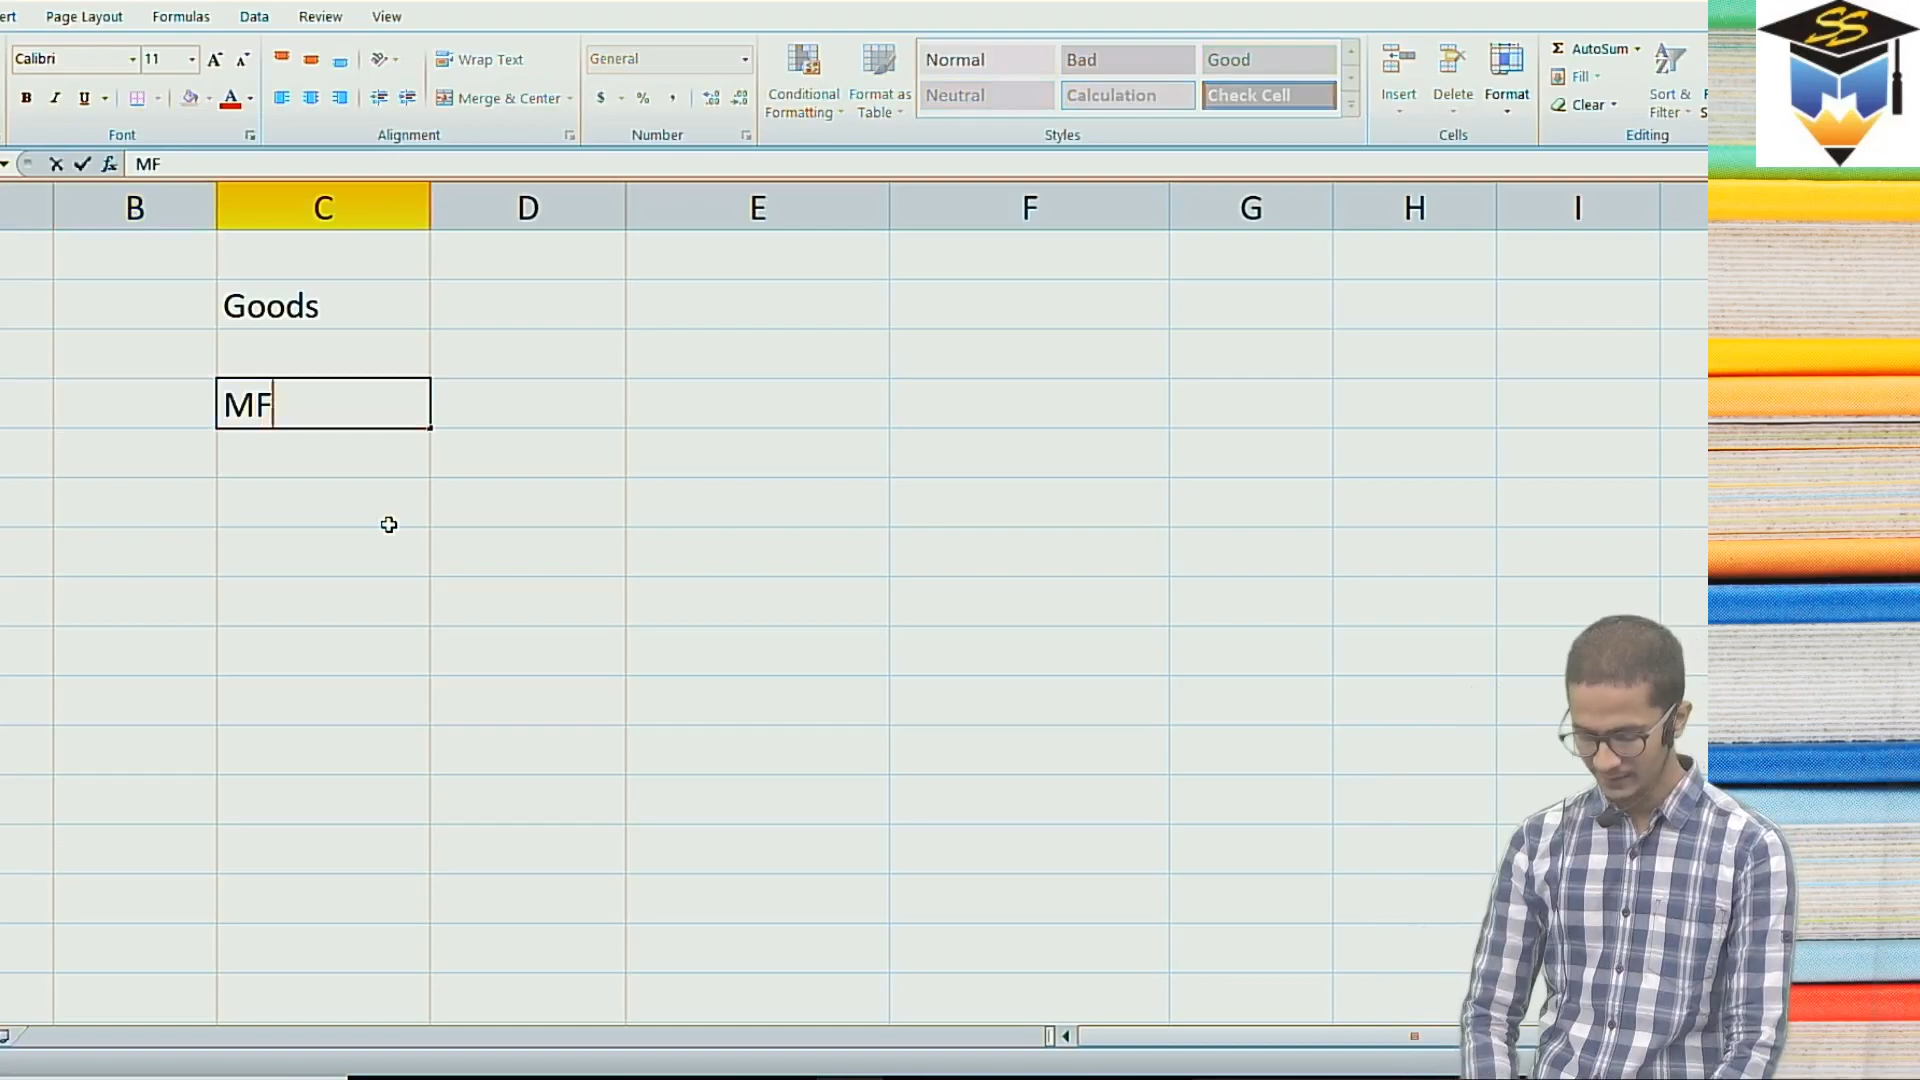 ert Page Layout Formulas Data Review View
Calibri 11 A A Wrap Text General Normal Bad Good Σ AutoSum
Fill
B I U A Merge & Center $ % , Conditional Formatting Format as Table Neutral Calculation Check Cell Insert Delete Format Clear Sort & Filter
Font Alignment Number Styles Cells Editing
fx MF
B C D E F G H I
Goods
MF
SS